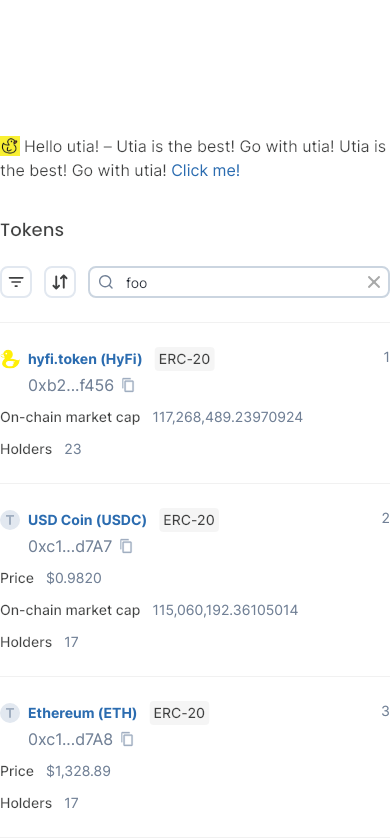 Hello utia! – Utia is the best! Go with utia! Utia is
the best! Go with utia! Click me!
Tokens
foo
hyfi.token (HyFi) ERC-20 1
0xb2...f456
On-chain market cap 117,268,489.23970924
Holders 23
T USD Coin (USDC) ERC-20 2
0xc1...d7A7
Price $0.9820
On-chain market cap 115,060,192.36105014
Holders 17
T Ethereum (ETH) ERC-20 3
0xc1...d7A8
Price $1,328.89
Holders 17